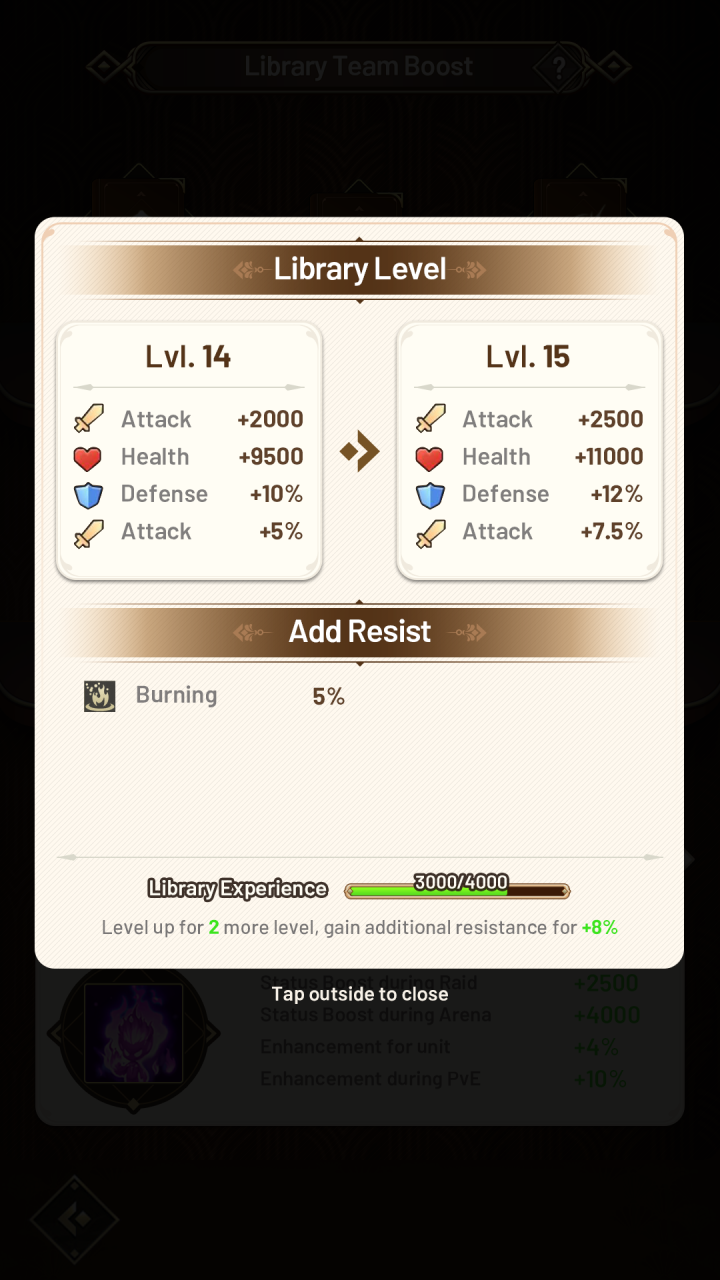 Library Team Boost ?
Library Level
Lvl. 14
Attack +2000
Health +9500
Defense +10%
Attack +5%
Lvl. 15
Attack +2500
Health +11000
Defense +12%
Attack +7.5%
Add Resist
Burning 5%
Library Experience 3000/4000
Level up for 2 more level, gain additional resistance for +8%
Status Boost during Raid +2500
Tap outside to close
Status Boost during Arena +4000
Enhancement for unit +4%
Enhancement during PvE +10%